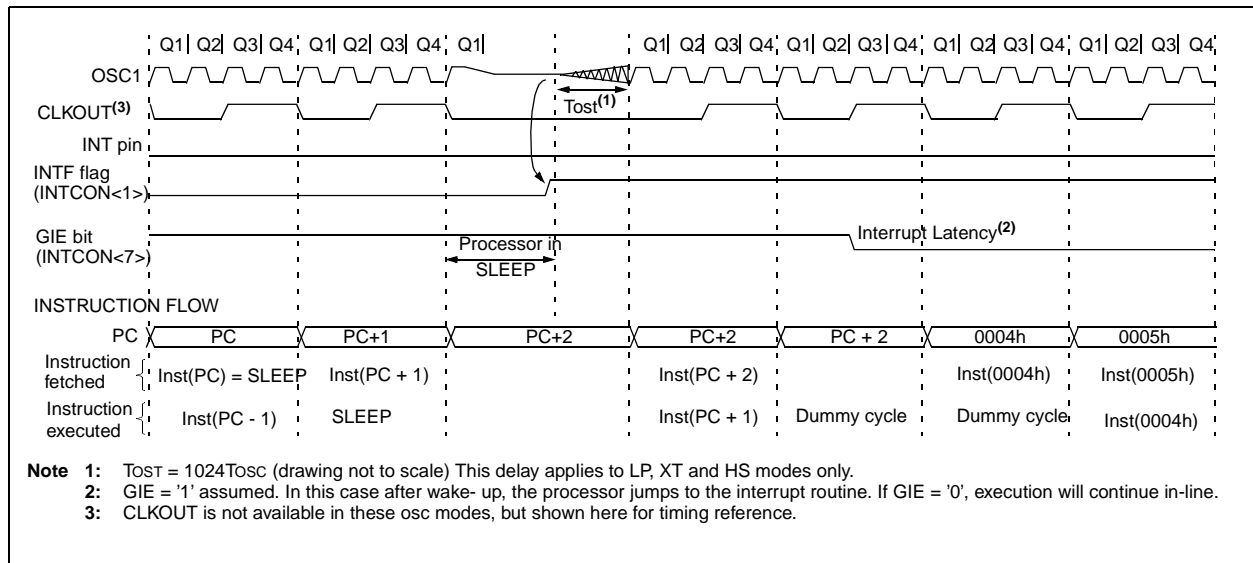 Q1 Q2 Q3 Q4 Q1 Q2 Q3 Q4 Q1 Q1 Q2 Q3 Q4 Q1 Q2 Q3 Q4 Q1 Q2 Q3 Q4 Q1 Q2 Q3 Q4
OSC1
TOST(1)
CLKOUT(3)
INT pin
INTF flag
(INTCON<1>)
GIE bit
(INTCON<7>)
Interrupt Latency(2)
Processor in
SLEEP
INSTRUCTION FLOW
PC PC PC+1 PC+2 PC+2 PC + 2 0004h 0005h
Instruction
fetched
Inst(PC) = SLEEP Inst(PC + 1) Inst(PC + 2) Inst(0004h) Inst(0005h)
Instruction
executed
Inst(PC - 1) SLEEP Inst(PC + 1) Dummy cycle Dummy cycle Inst(0004h)
Note 1: TOST = 1024TOSC (drawing not to scale) This delay applies to LP, XT and HS modes only.
2: GIE = '1' assumed. In this case after wake- up, the processor jumps to the interrupt routine. If GIE = '0', execution will continue in-line.
3: CLKOUT is not available in these osc modes, but shown here for timing reference.